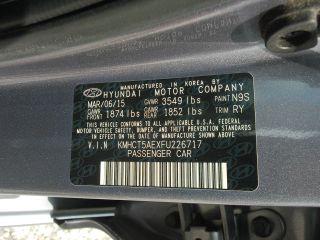 MANUFACTURED IN KOREA BY
HYUNDAI MOTOR COMPANY
MAR/06/15 GVWR 3549 lbs PAINT N9S
GAWR FRONT 1874 lbs GAWR REAR 1852 lbs TRIM RY
THIS VEHICLE CONFORMS TO ALL APPLICABLE
U.S. FEDERAL MOTOR VEHICLE SAFETY, BUMPER,
AND THEFT PREVENTION STANDARDS IN EFFECT
ON THE DATE OF MANUFACTURE SHOWN ABOVE.
V.I.N KMHCT5AEXFU226717
PASSENGER CAR